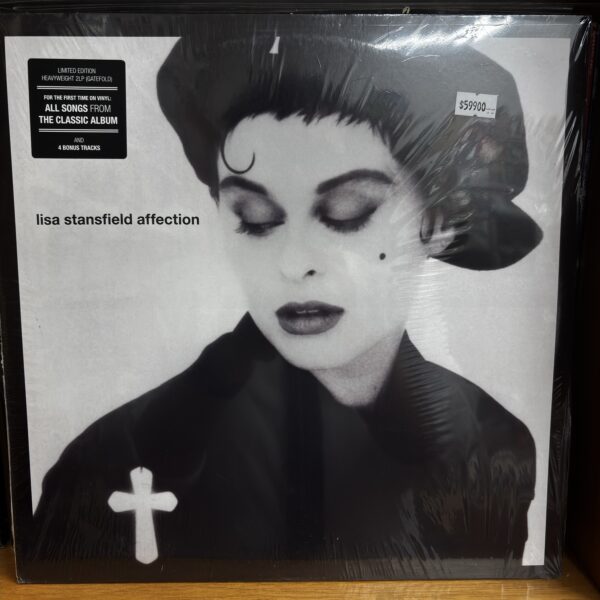 LIMITED EDITION
HEAVYWEIGHT 2LP (GATEFOLD)
FOR THE FIRST TIME ON VINYL;
ALL SONGS FROM
THE CLASSIC ALBUM
AND
4 BONUS TRACKS
$59900
lisa stansfield affection